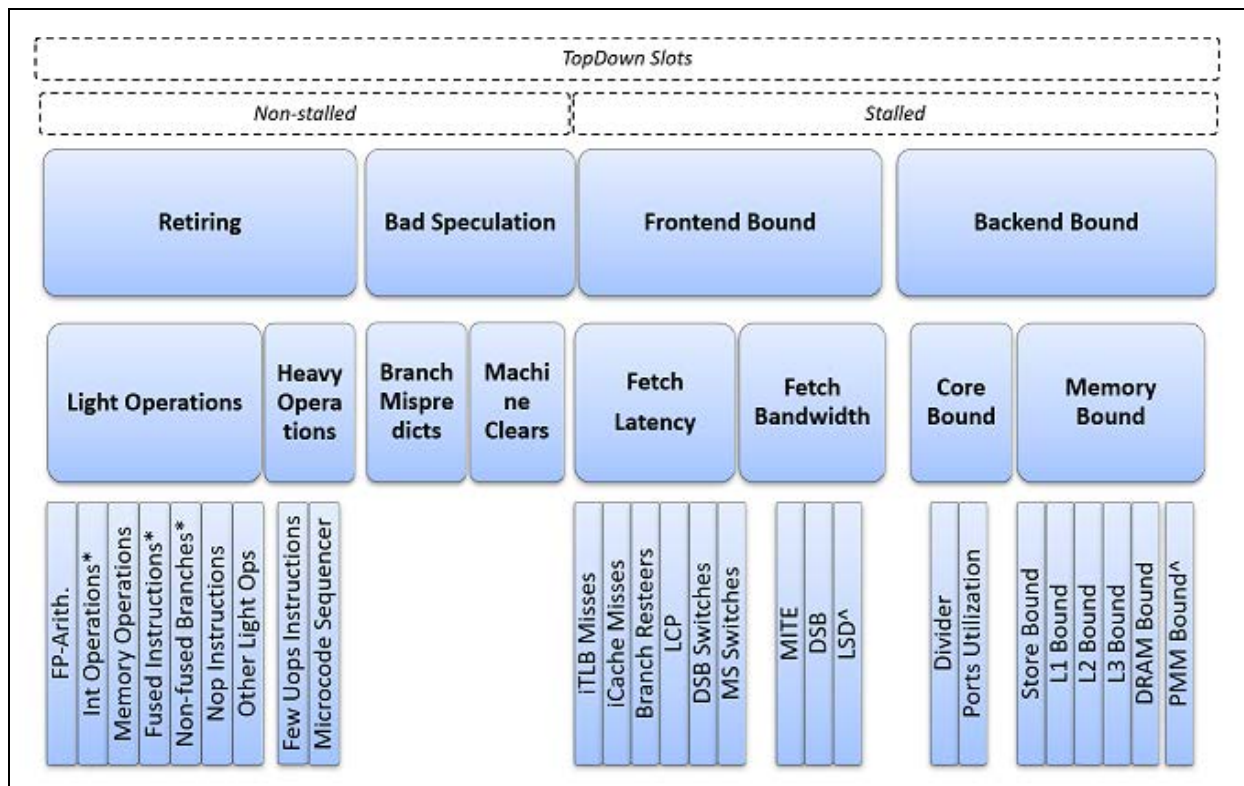 TopDown Slots
Non-stalled
Stalled
Retiring
Bad Speculation
Frontend Bound
Backend Bound
Light Operations
Heavy
Opera
tions
Branch
Mispre
dicts
Machi
ne
Clears
Fetch
Latency
Fetch
Bandwidth
Core
Bound
Memory
Bound
FP-Arith.
Int Operations*
Memory Operations
Fused Instructions*
Non-fused Branches*
Nop Instructions
Other Light Ops
Few Uops Instructions
Microcode Sequencer
iTLB Misses
iCache Misses
Branch Resteers
LCP
DSB Switches
MS Switches
MITE
DSB
LSD^
Divider
Ports Utilization
Store Bound
L1 Bound
L2 Bound
L3 Bound
DRAM Bound
PMM Bound^